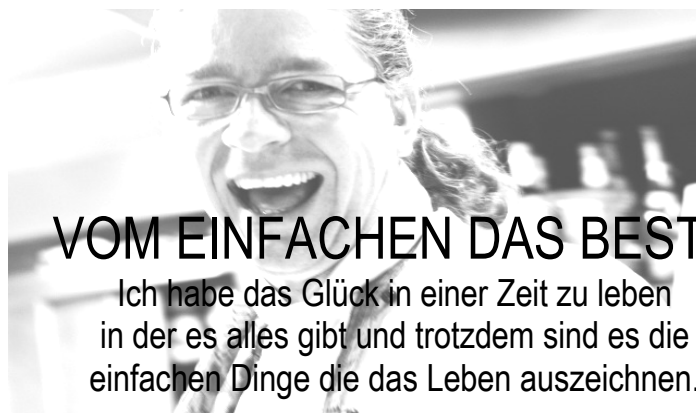 VOM EINFACHEN DAS BEST
Ich habe das Glück in einer Zeit zu leben
in der es alles gibt und trotzdem sind es die
einfachen Dinge die das Leben auszeichnen.